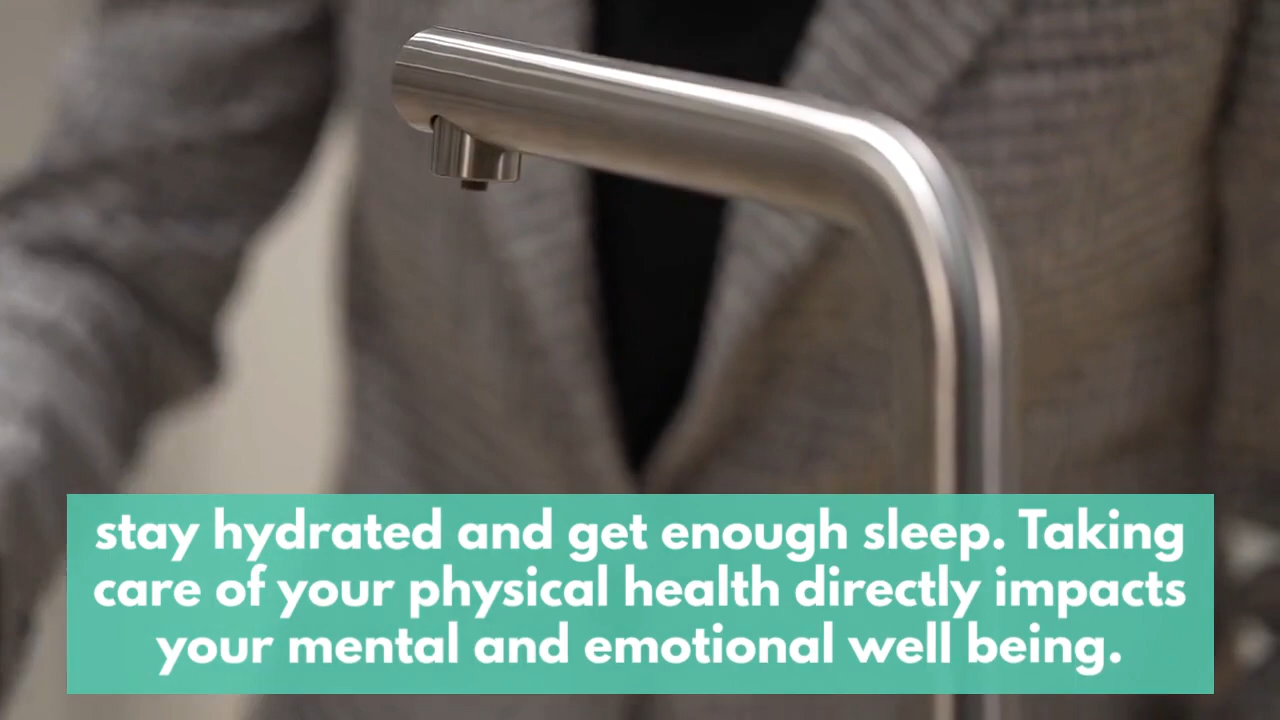 stay hydrated and get enough sleep. Taking
care of your physical health directly impacts
your mental and emotional well being.